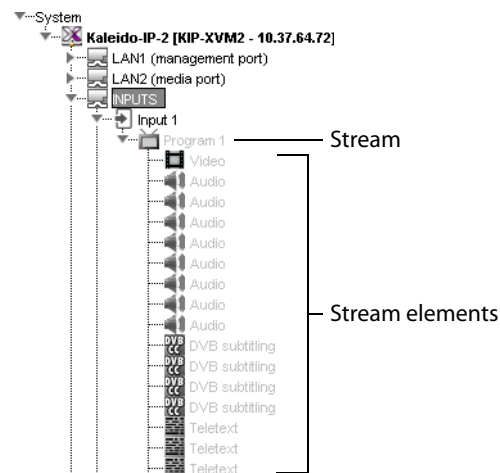 System
Kaleido-IP-2 [KIP-XVM2 - 10.37.64.72]
LAN1 (management port)
LAN2 (media port)
INPUTS
Input 1
Program 1
Stream
Video
Audio
Audio
Audio
Audio
Audio
Audio
Audio
Audio
Stream elements
DVB CC DVB subtitling
DVB CC DVB subtitling
DVB CC DVB subtitling
DVB CC DVB subtitling
Teletext
Teletext
Teletext